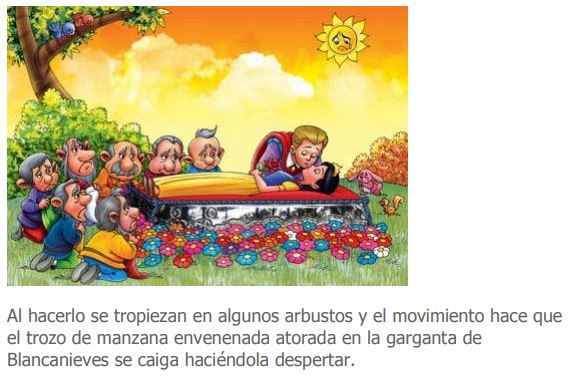 Al hacerlo se tropiezan en algunos arbustos y el movimiento hace que
el trozo de manzana envenenada atorada en la garganta de
Blancanieves se caiga haciéndola despertar.